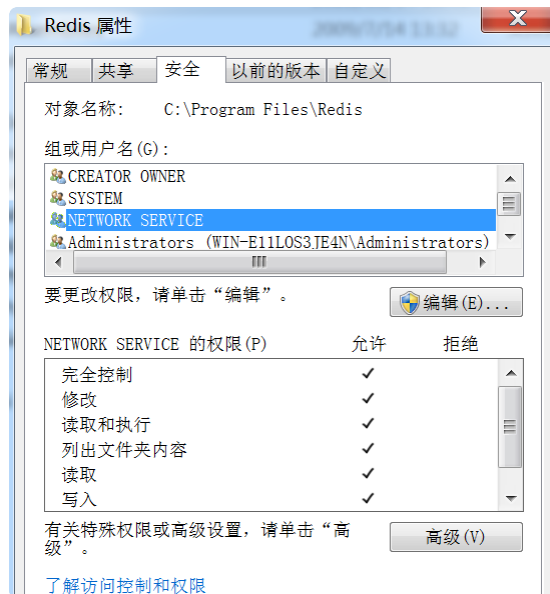 Redis 属性
常规 共享 安全 以前的版本 自定义
对象名称: C:\Program Files\Redis
组或用户名(G):
CREATOR OWNER
SYSTEM
NETWORK SERVICE
Administrators (WIN-E11LOS3JE4N\Administrators)
要更改权限，请单击“编辑”。
编辑(E)...
NETWORK SERVICE 的权限(P) 允许 拒绝
完全控制
修改
读取和执行
列出文件夹内容
读取
写入
有关特殊权限或高级设置，请单击“高
级”。
高级(V)
了解访问控制和权限